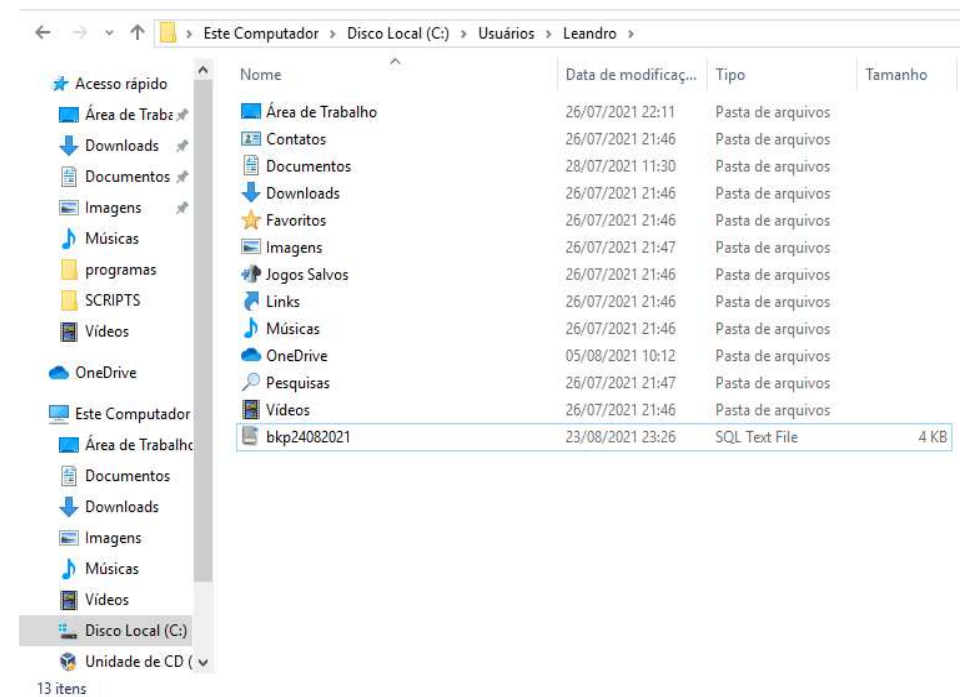 Este Computador > Disco Local (C:) > Usuários > Leandro >
Acesso rápido
Área de Traba
Downloads
Documentos
Imagens
Músicas
programas
SCRIPTS
Vídeos
OneDrive
Este Computador
Área de Trabalho
Documentos
Downloads
Imagens
Músicas
Vídeos
Disco Local (C:)
Unidade de CD (
Nome Data de modificaç... Tipo Tamanho
Área de Trabalho 26/07/2021 22:11 Pasta de arquivos
Contatos 26/07/2021 21:46 Pasta de arquivos
Documentos 28/07/2021 11:30 Pasta de arquivos
Downloads 26/07/2021 21:46 Pasta de arquivos
Favoritos 26/07/2021 21:46 Pasta de arquivos
Imagens 26/07/2021 21:47 Pasta de arquivos
Jogos Salvos 26/07/2021 21:46 Pasta de arquivos
Links 26/07/2021 21:46 Pasta de arquivos
Músicas 26/07/2021 21:46 Pasta de arquivos
OneDrive 05/08/2021 10:12 Pasta de arquivos
Pesquisas 26/07/2021 21:47 Pasta de arquivos
Vídeos 26/07/2021 21:46 Pasta de arquivos
bkp24082021 23/08/2021 23:26 SQL Text File 4 KB
13 itens